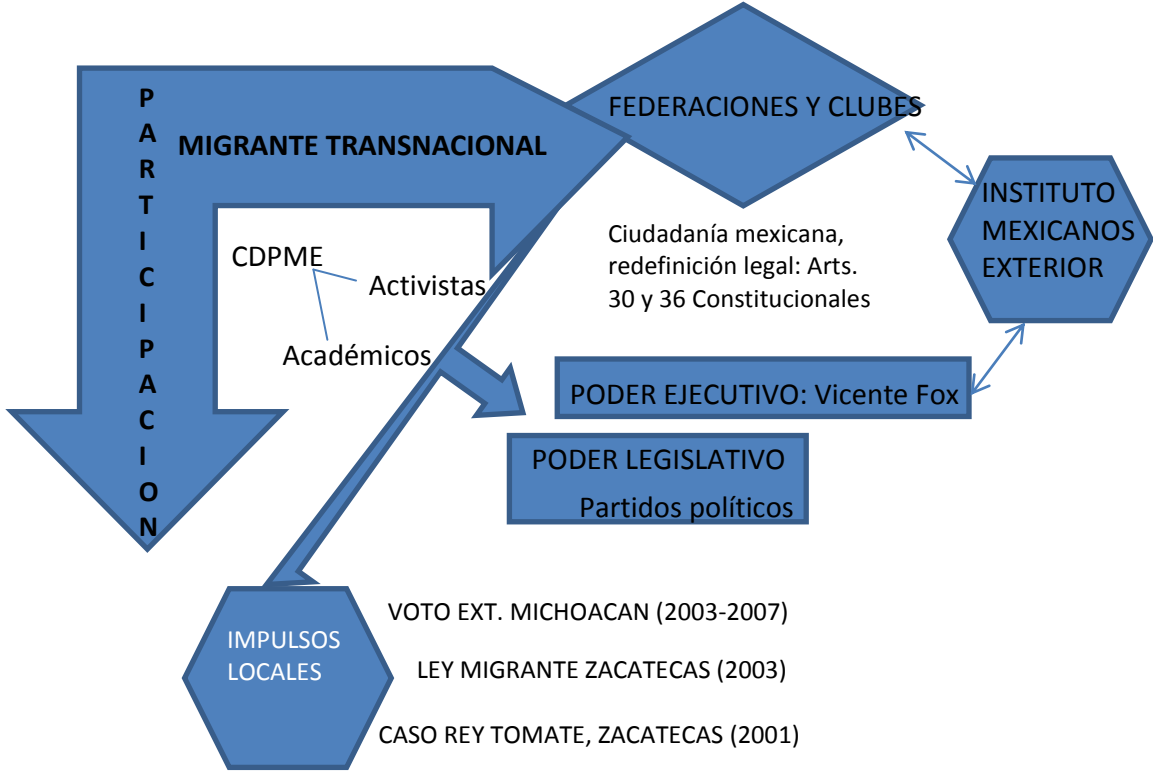 PARTICIPACION
MIGRANTE TRANSNACIONAL
FEDERACIONES Y CLUBES
INSTITUTO
MEXICANOS
EXTERIOR
CDPME
Activistas
Académicos
Ciudadanía mexicana,
redefinición legal: Arts.
30 y 36 Constitucionales
PODER EJECUTIVO: Vicente Fox
PODER LEGISLATIVO
Partidos políticos
IMPULSOS
LOCALES
VOTO EXT. MICHOACAN (2003-2007)
LEY MIGRANTE ZACATECAS (2003)
CASO REY TOMATE, ZACATECAS (2001)